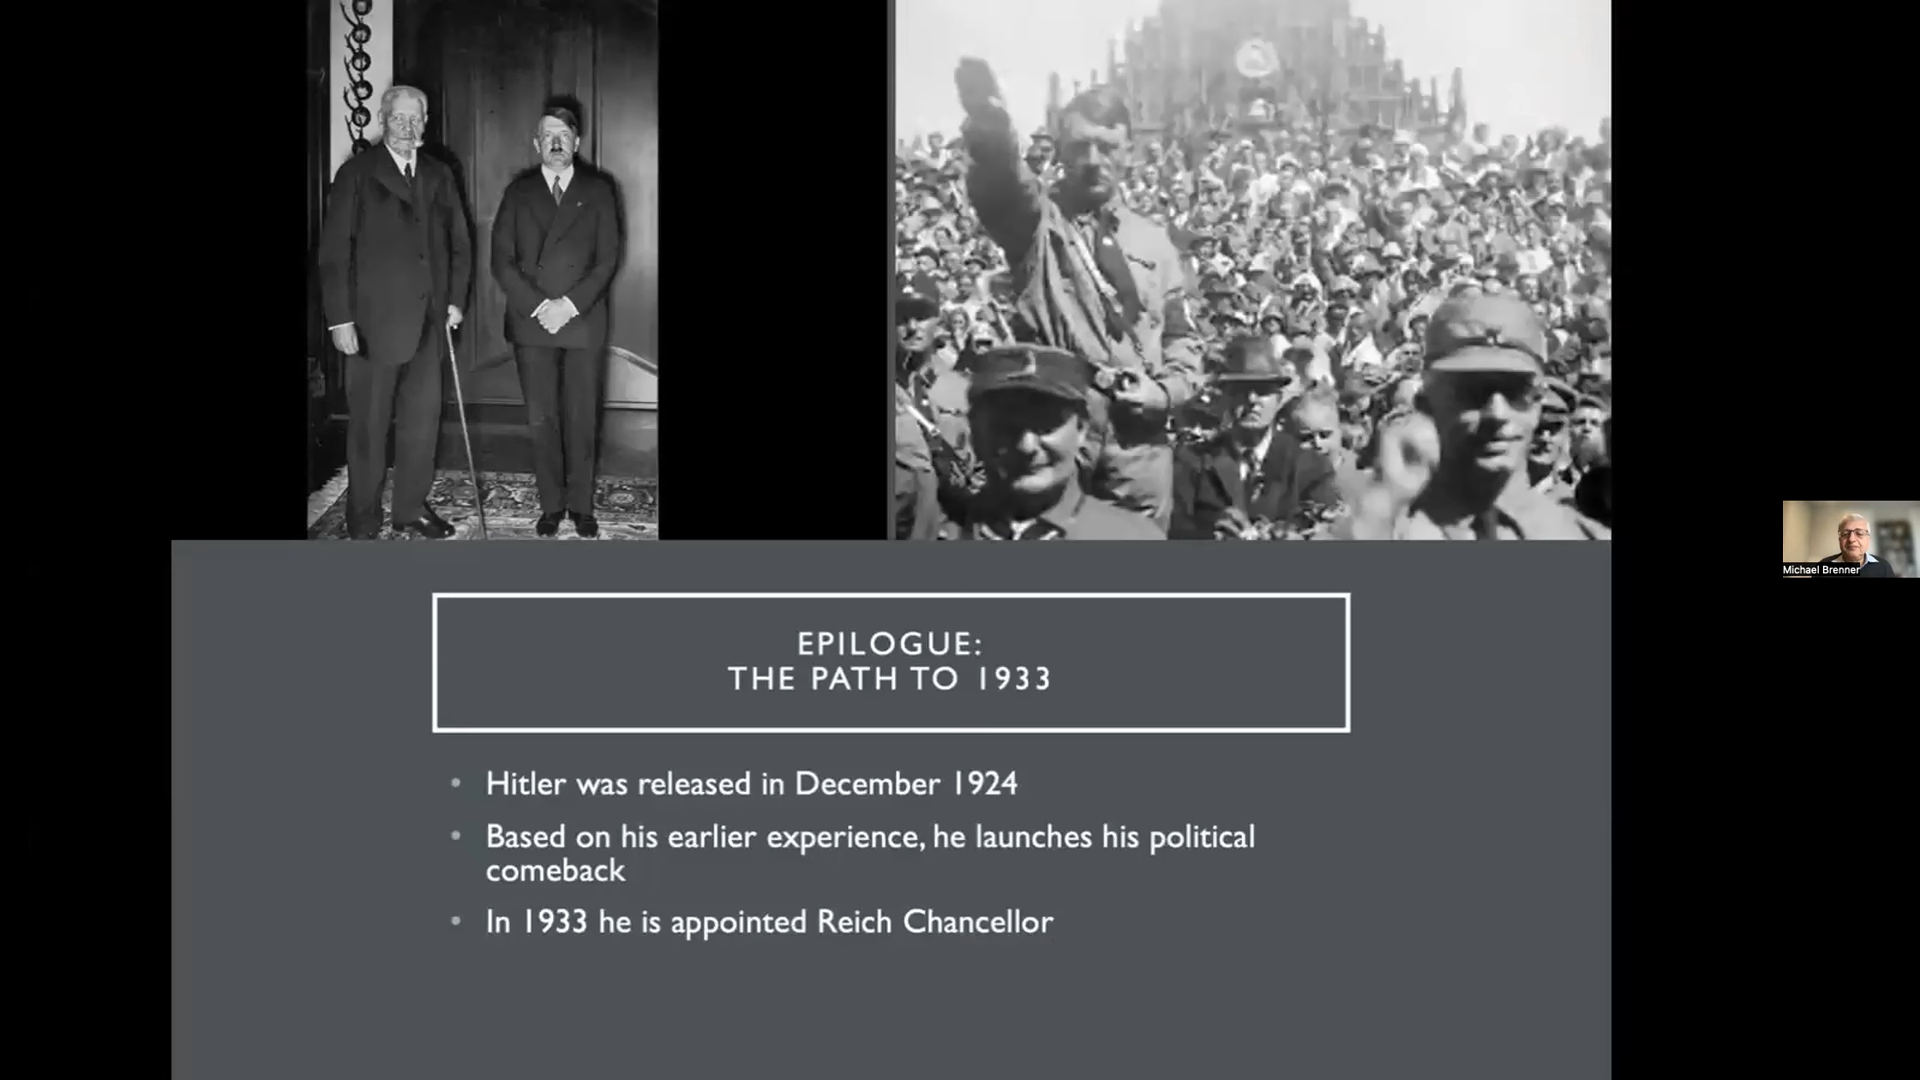 EPILOGUE:
THE PATH TO 1933
• Hitler was released in December 1924
• Based on his earlier experience, he launches his political
comeback
• In 1933 he is appointed Reich Chancellor
Michael Brenner